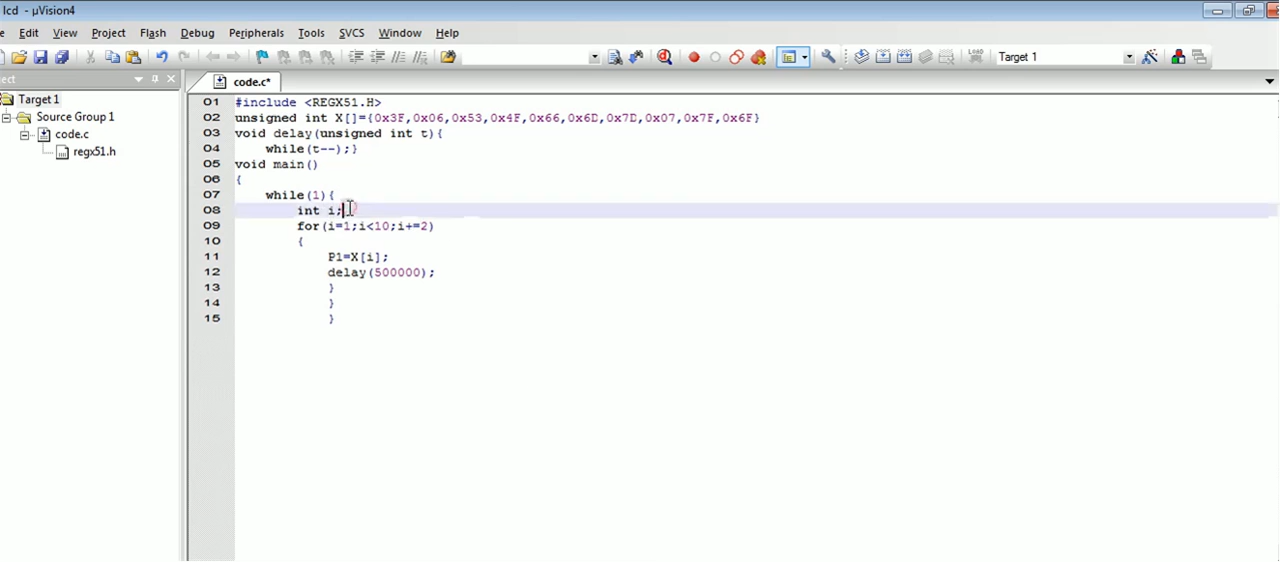 lcd - µVision4
Edit View Project Flash Debug Peripherals Tools SVCS Window Help
LOAD Target 1
ect code.c*
Target 1
Source Group 1
code.c
regx51.h
01 #include <REGX51.H>
02 unsigned int X[]={0x3F,0x06,0x53,0x4F,0x66,0x6D,0x7D,0x07,0x7F,0x6F}
03 void delay(unsigned int t){
04 while(t--);}
05 void main()
06 {
07 while(1){
08 int i;
09 for(i=1;i<10;i+=2)
10 {
11 P1=X[i];
12 delay(500000);
13 }
14 }
15 }